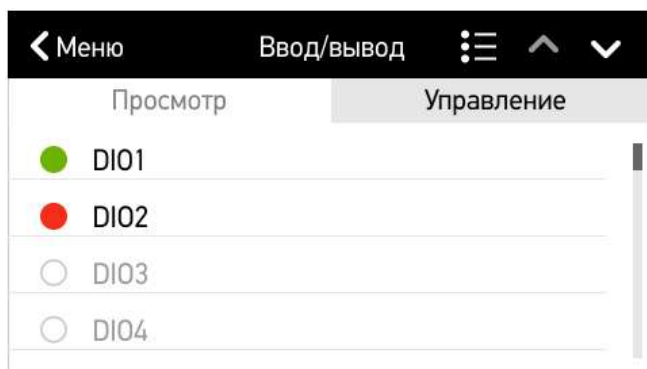 Меню Ввод/вывод
Просмотр Управление
DIO1
DIO2
DIO3
DIO4